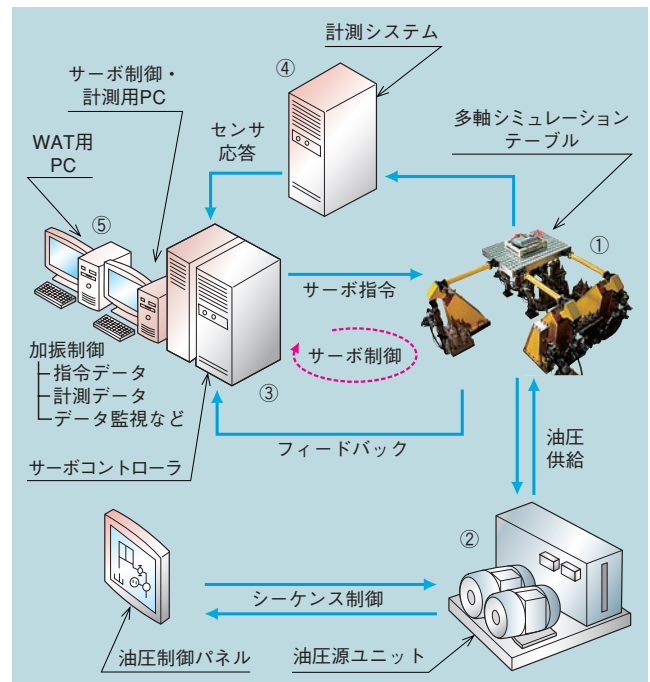 計測システム
④
サーボ制御・
計測用PC
多軸シミュレーション
テーブル
センサ
応答
WAT用
PC
⑤
①
サーボ指令
サーボ制御
加振制御
指令データ
計測データ
データ監視など
③
フィードバック
サーボコントローラ
油圧
供給
②
シーケンス制御
油圧制御パネル
油圧源ユニット